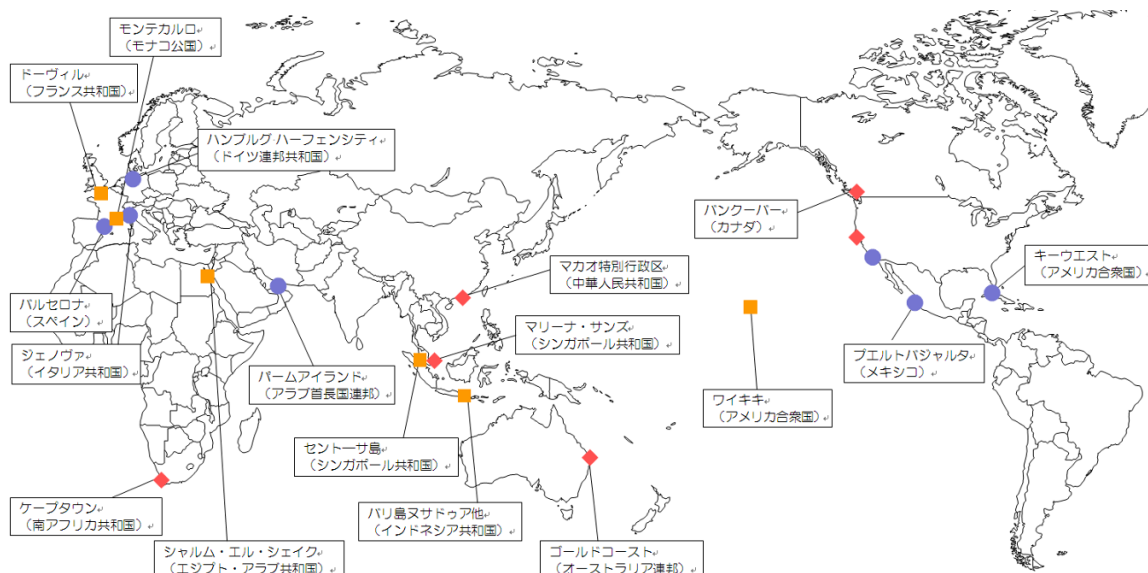 モンテカルロ
(モナコ公国)
ドーヴィル
(フランス共和国)
ハンブルグ・ハーフェンシティ
(ドイツ連邦共和国)
バルセロナ
(スペイン)
ジェノヴァ
(イタリア共和国)
パームアイランド
(アラブ首長国連邦)
マカオ特別行政区
(中華人民共和国)
マリーナ・サンズ
(シンガポール共和国)
セントーサ島
(シンガポール共和国)
ケープタウン
(南アフリカ共和国)
シャルム・エル・シェイク
(エジプト・アラブ共和国)
バリ島ヌサドゥア他
(インドネシア共和国)
ゴールドコースト
(オーストラリア連邦)
バンクーバー
(カナダ)
キーウエスト
(アメリカ合衆国)
プエルトバジャルタ
(メキシコ)
ワイキキ
(アメリカ合衆国)